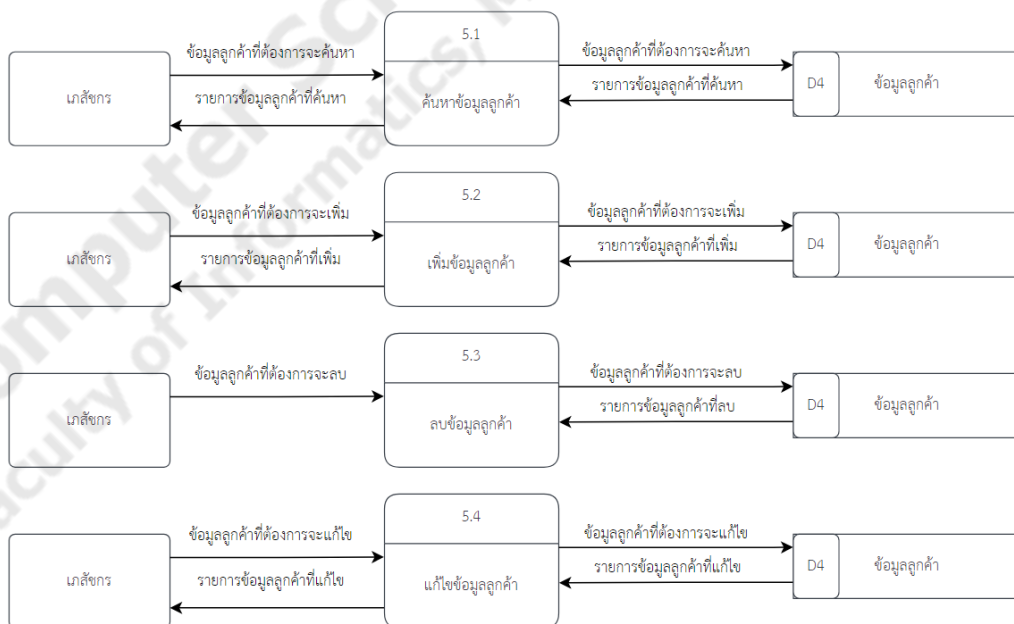 5.1
ข้อมูลลูกค้าที่ต้องการจะค้นหา
ข้อมูลลูกค้าที่ต้องการจะค้นหา
เภสัชกร
รายการข้อมูลลูกค้าที่ค้นหา
ค้นหาข้อมูลลูกค้า
รายการข้อมูลลูกค้าที่ค้นหา
D4
ข้อมูลลูกค้า
5.2
ข้อมูลลูกค้าที่ต้องการจะเพิ่ม
ข้อมูลลูกค้าที่ต้องการจะเพิ่ม
เภสัชกร
รายการข้อมูลลูกค้าที่เพิ่ม
เพิ่มข้อมูลลูกค้า
รายการข้อมูลลูกค้าที่เพิ่ม
D4
ข้อมูลลูกค้า
5.3
ข้อมูลลูกค้าที่ต้องการจะลบ
ข้อมูลลูกค้าที่ต้องการจะลบ
เภสัชกร
ลบข้อมูลลูกค้า
รายการข้อมูลลูกค้าที่ลบ
D4
ข้อมูลลูกค้า
5.4
ข้อมูลลูกค้าที่ต้องการจะแก้ไข
ข้อมูลลูกค้าที่ต้องการจะแก้ไข
เภสัชกร
รายการข้อมูลลูกค้าที่แก้ไข
แก้ไขข้อมูลลูกค้า
รายการข้อมูลลูกค้าที่แก้ไข
D4
ข้อมูลลูกค้า
of Informatics,